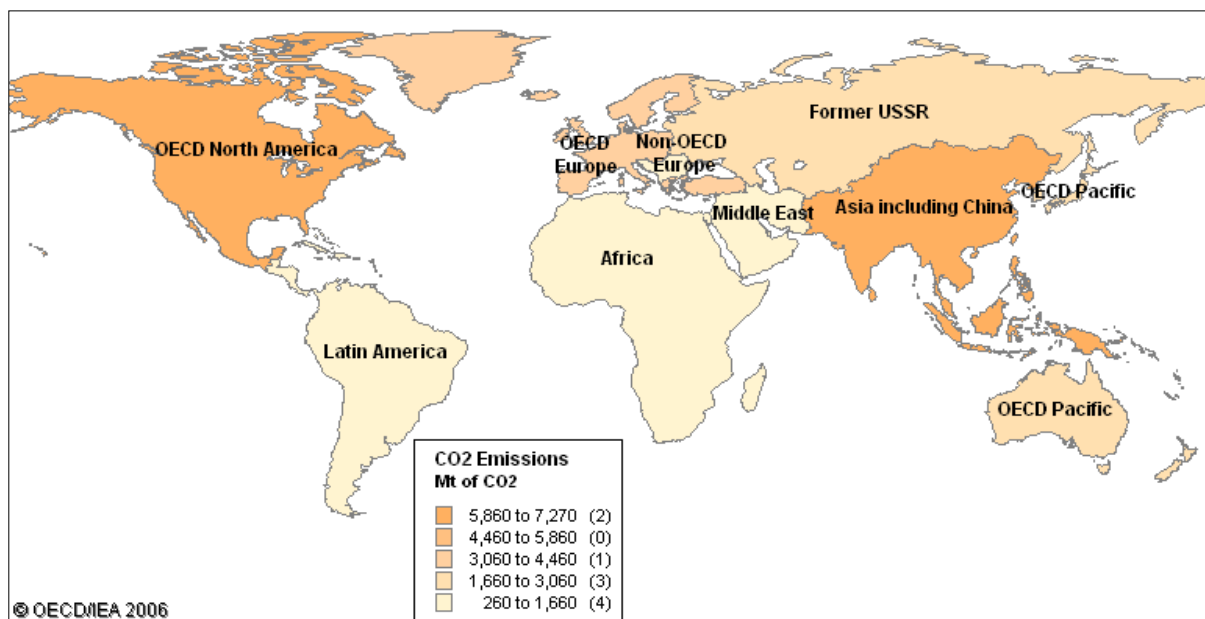 Former USSR
OECD North America
OECD
Europe
Non-OECD
Europe
OECD Pacific
Middle East
Asia including China
Africa
Latin America
OECD Pacific
CO2 Emissions
Mt of CO2
5,860 to 7,270 (2)
4,460 to 5,860 (0)
3,060 to 4,460 (1)
1,660 to 3,060 (3)
260 to 1,660 (4)
© OECD/IEA 2006